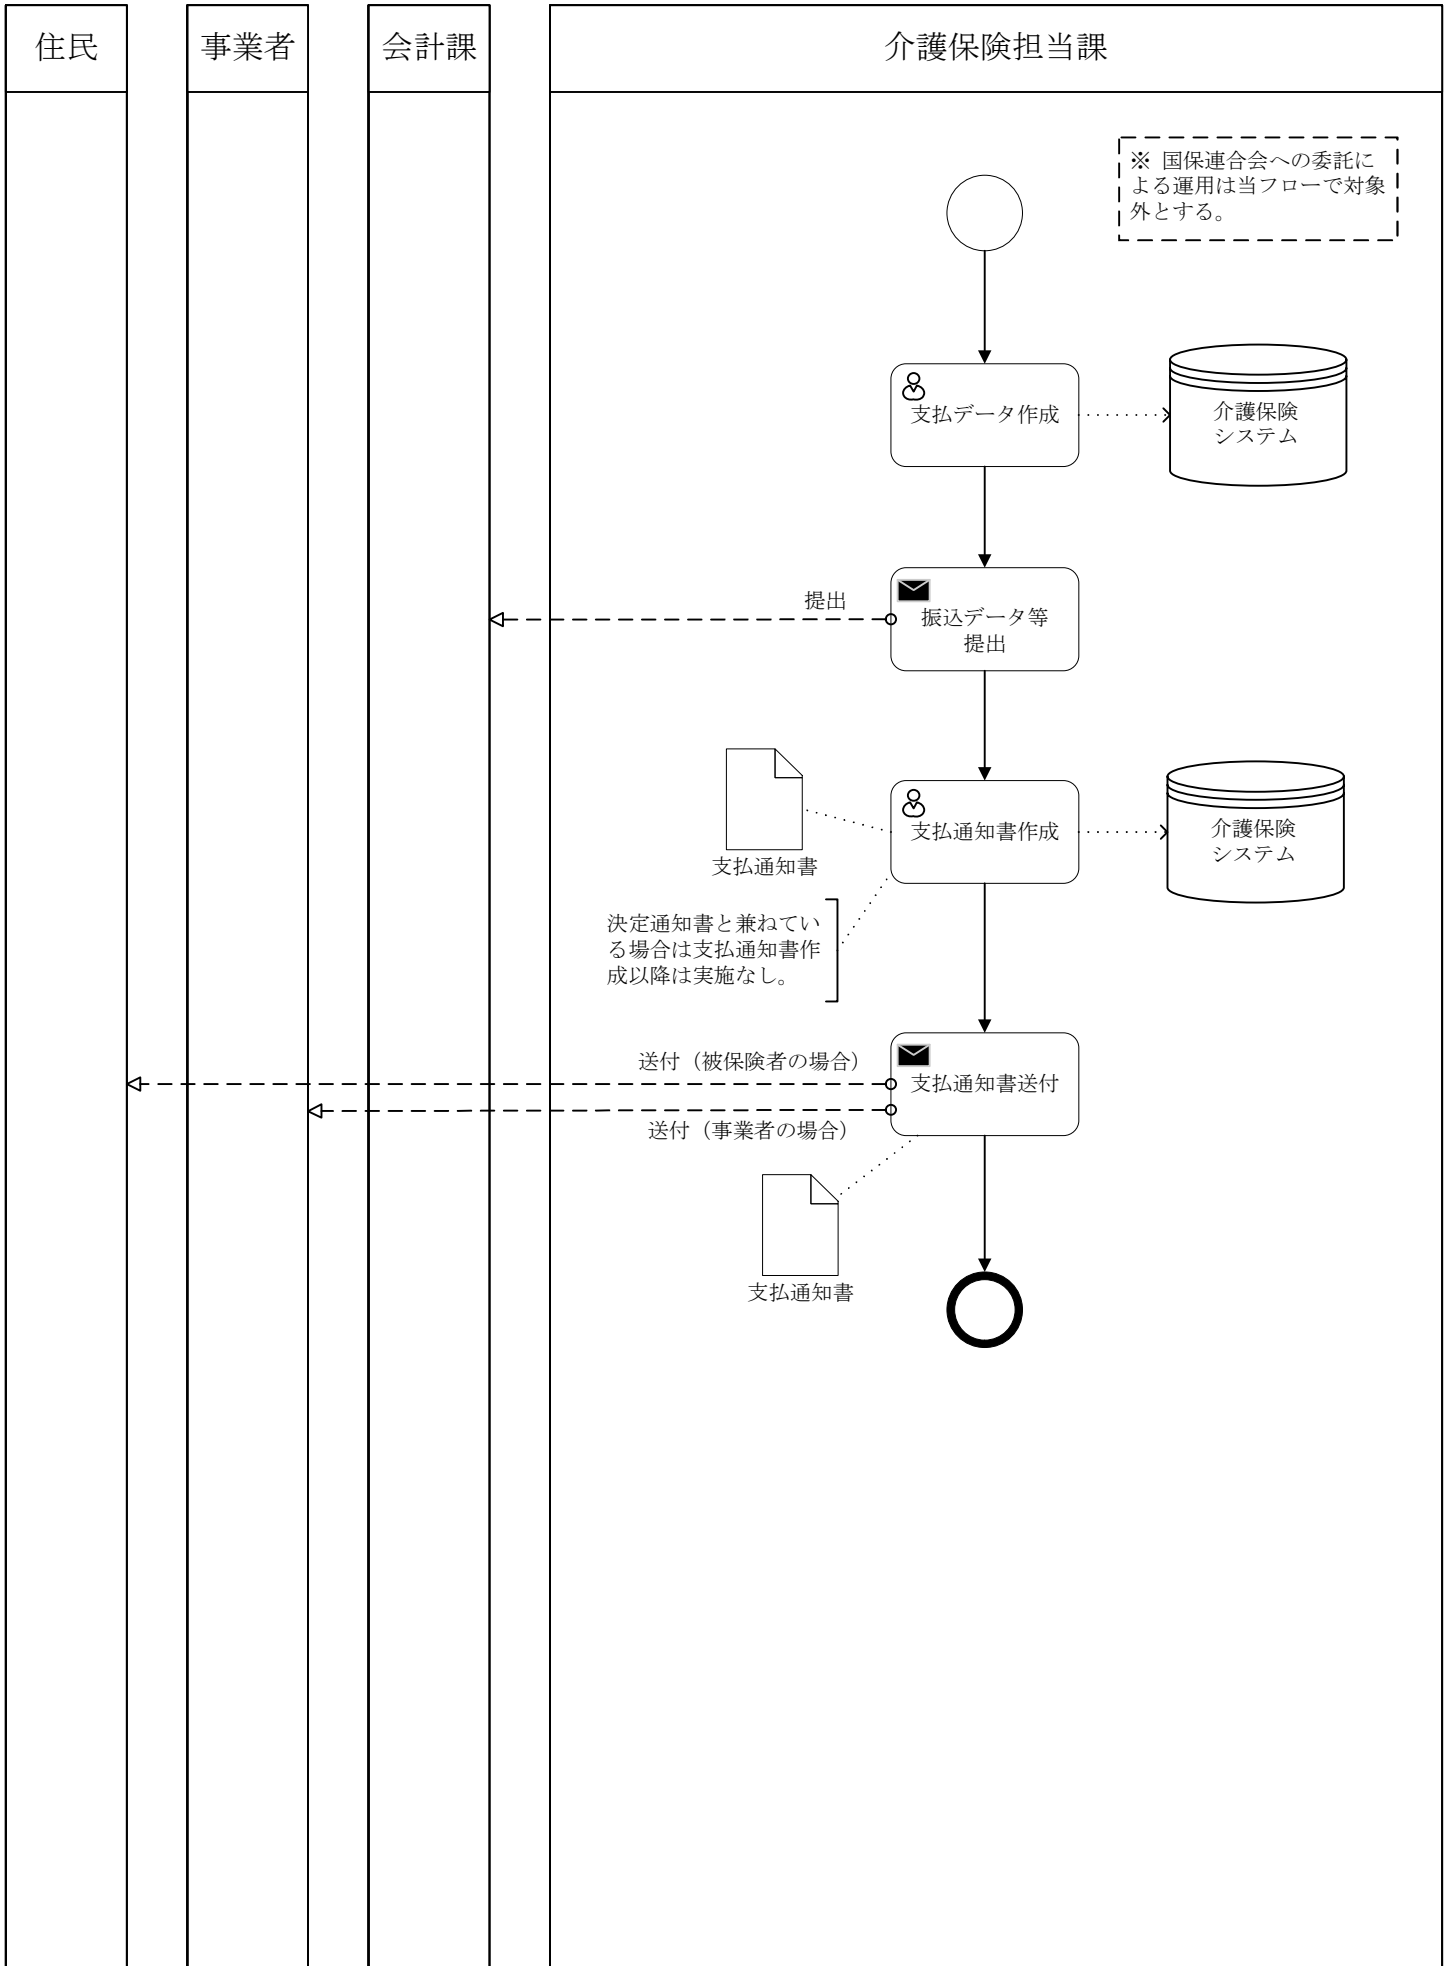 住民
事業者
会計課
介護保険担当課
※ 国保連合会への委託に
よる運用は当フローで対象
外とする。
支払データ作成
介護保険
システム
提出
振込データ等
提出
支払通知書
支払通知書作成
介護保険
システム
決定通知書と兼ねてい
る場合は支払通知書作
成以降は実施なし。
送付（被保険者の場合）
支払通知書送付
送付（事業者の場合）
支払通知書